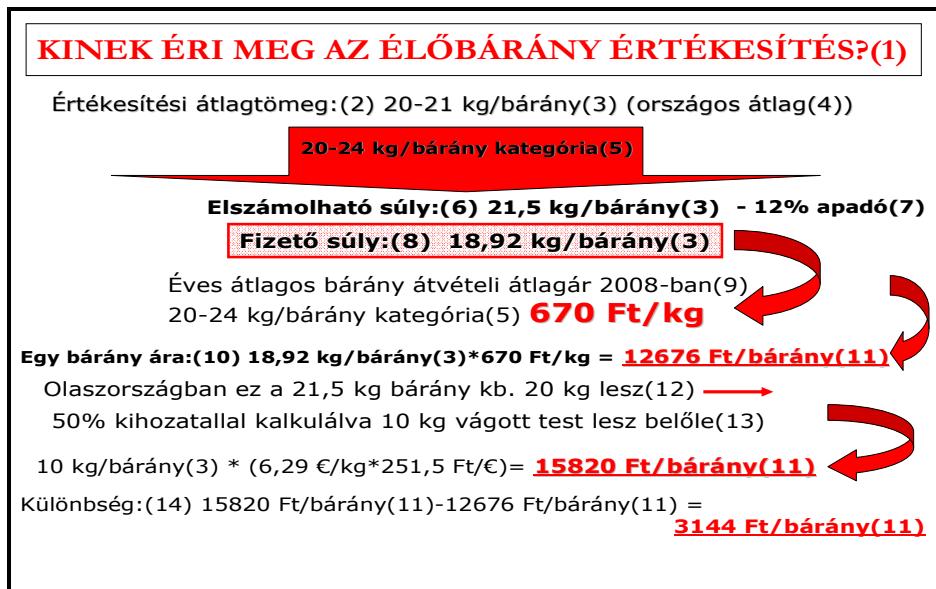 KINEK ÉRI MEG AZ ÉLŐBÁRÁNY ÉRTÉKESÍTÉS?(1)
Értékesítési átlagtömeg:(2) 20-21 kg/bárány(3) (országos átlag(4))
20-24 kg/bárány kategória(5)
Elszámolható súly:(6) 21,5 kg/bárány(3) - 12% apadó(7)
Fizető súly:(8) 18,92 kg/bárány(3)
Éves átlagos bárány átvételi átlagár 2008-ban(9)
20-24 kg/bárány kategória(5) 670 Ft/kg
Egy bárány ára:(10) 18,92 kg/bárány(3)*670 Ft/kg = 12676 Ft/bárány(11)
Olaszországban ez a 21,5 kg bárány kb. 20 kg lesz(12)
50% kihozatallal kalkulálva 10 kg vágott test lesz belőle(13)
10 kg/bárány(3) * (6,29 €/kg*251,5 Ft/€)= 15820 Ft/bárány(11)
Különbség:(14) 15820 Ft/bárány(11)-12676 Ft/bárány(11) =
3144 Ft/bárány(11)